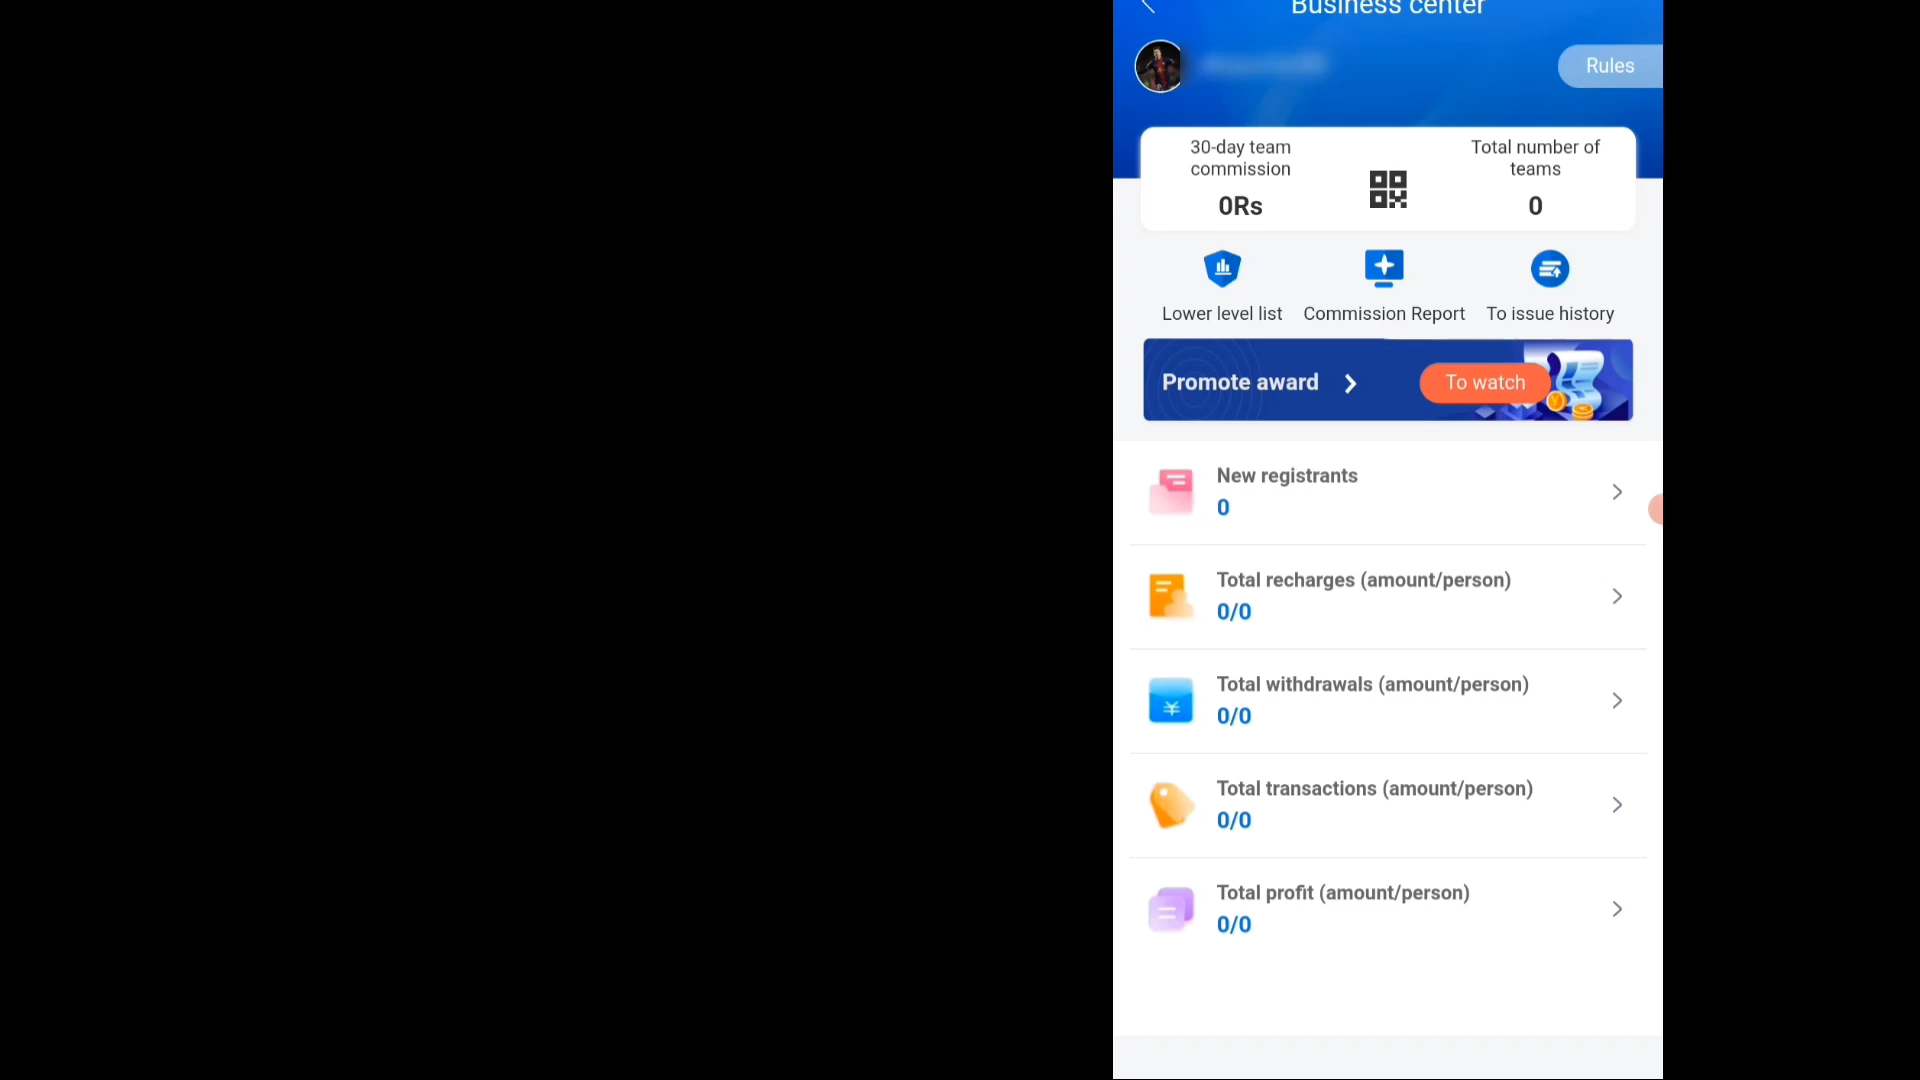 Business center
Rules
30-day team
commission
0Rs
Total number of
teams
0
Lower level list
Commission Report
To issue history
Promote award
To watch
New registrants
0
Total recharges (amount/person)
0/0
Total withdrawals (amount/person)
0/0
Total transactions (amount/person)
0/0
Total profit (amount/person)
0/0